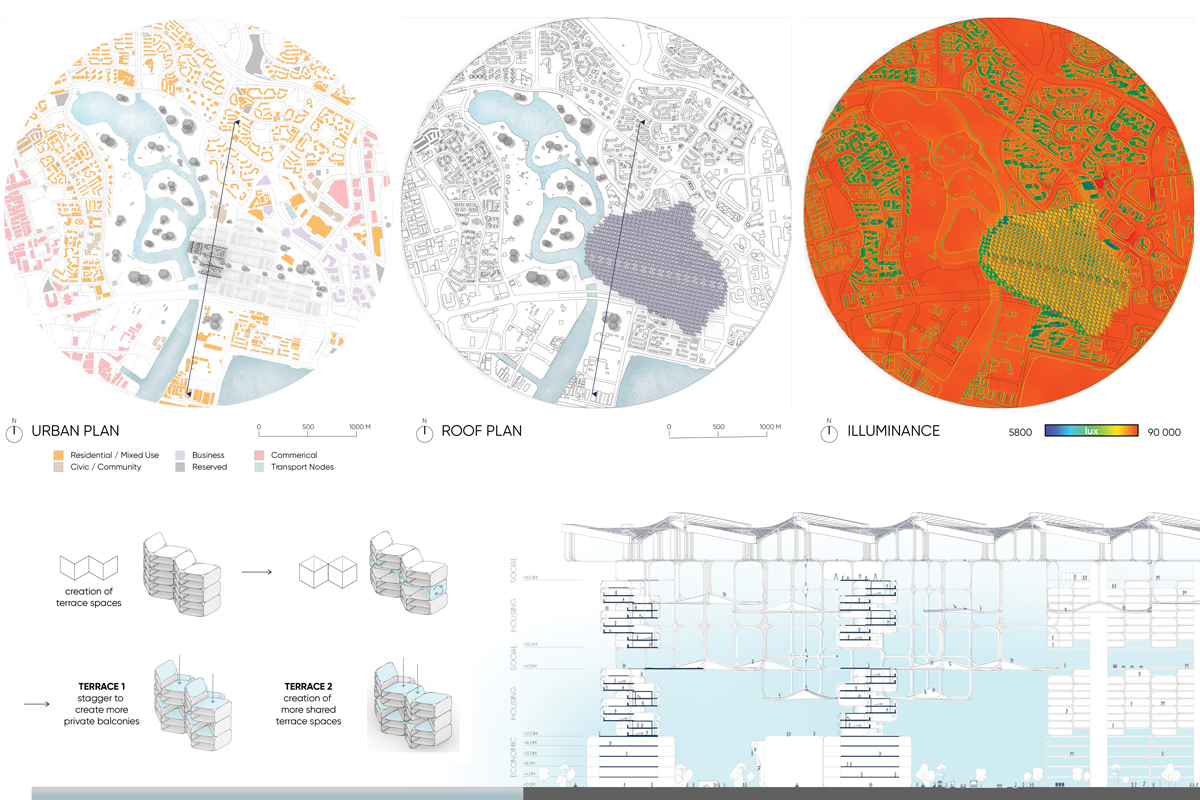 N
URBAN PLAN
0 500 1000 M
Residential / Mixed Use
Civic / Community
Business
Reserved
Commerical
Transport Nodes
N
ROOF PLAN
0 500 1000 M
N
ILLUMINANCE
5800 lux 90 000
creation of
terrace spaces
TERRACE 1
stagger to
create more
private balconies
TERRACE 2
creation of
more shared
terrace spaces
SOCIAL
HOUSING
SOCIAL
HOUSING
ECONOMIC